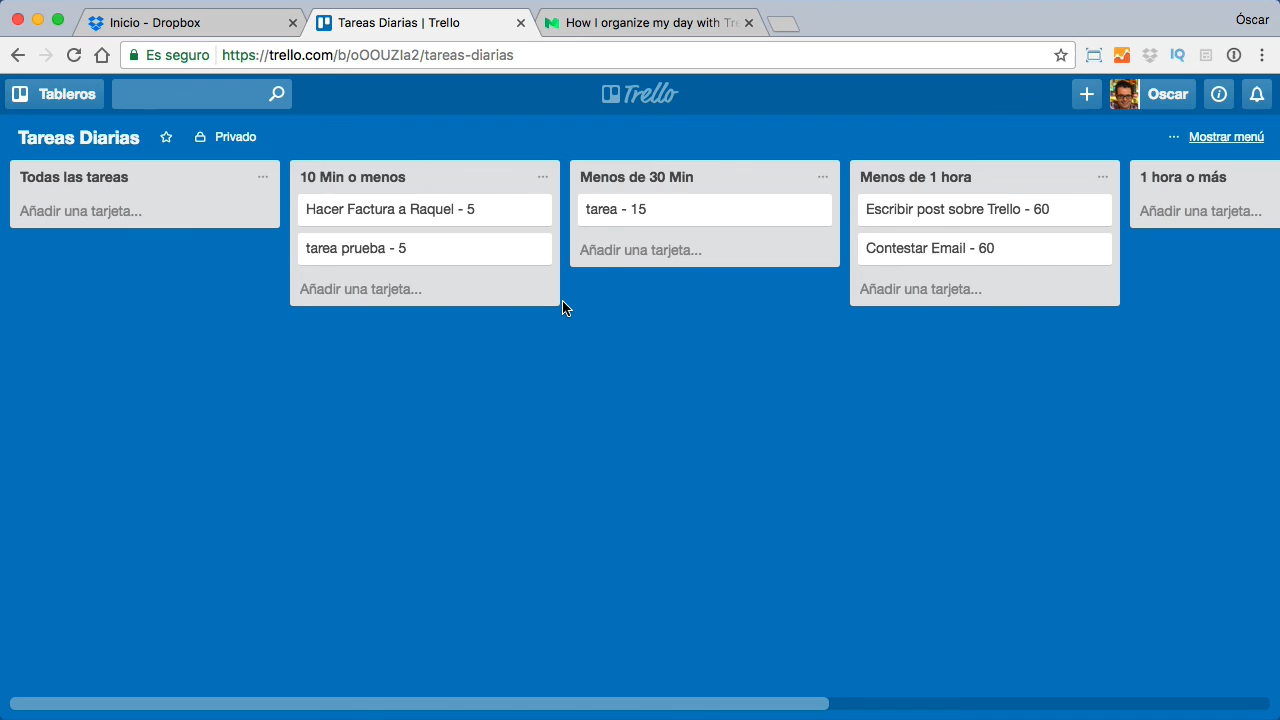 Inicio - Dropbox
Tareas Diarias | Trello
How I organize my day with Tre
Óscar
Es seguro
https://trello.com/b/oOOUZIa2/tareas-diarias
IQ
Tableros
Trello
Oscar
Tareas Diarias
Privado
... Mostrar menú
Todas las tareas
Añadir una tarjeta...
10 Min o menos
Hacer Factura a Raquel - 5
tarea prueba - 5
Añadir una tarjeta...
Menos de 30 Min
tarea - 15
Añadir una tarjeta...
Menos de 1 hora
Escribir post sobre Trello - 60
Contestar Email - 60
Añadir una tarjeta...
1 hora o más
Añadir una tarjeta...